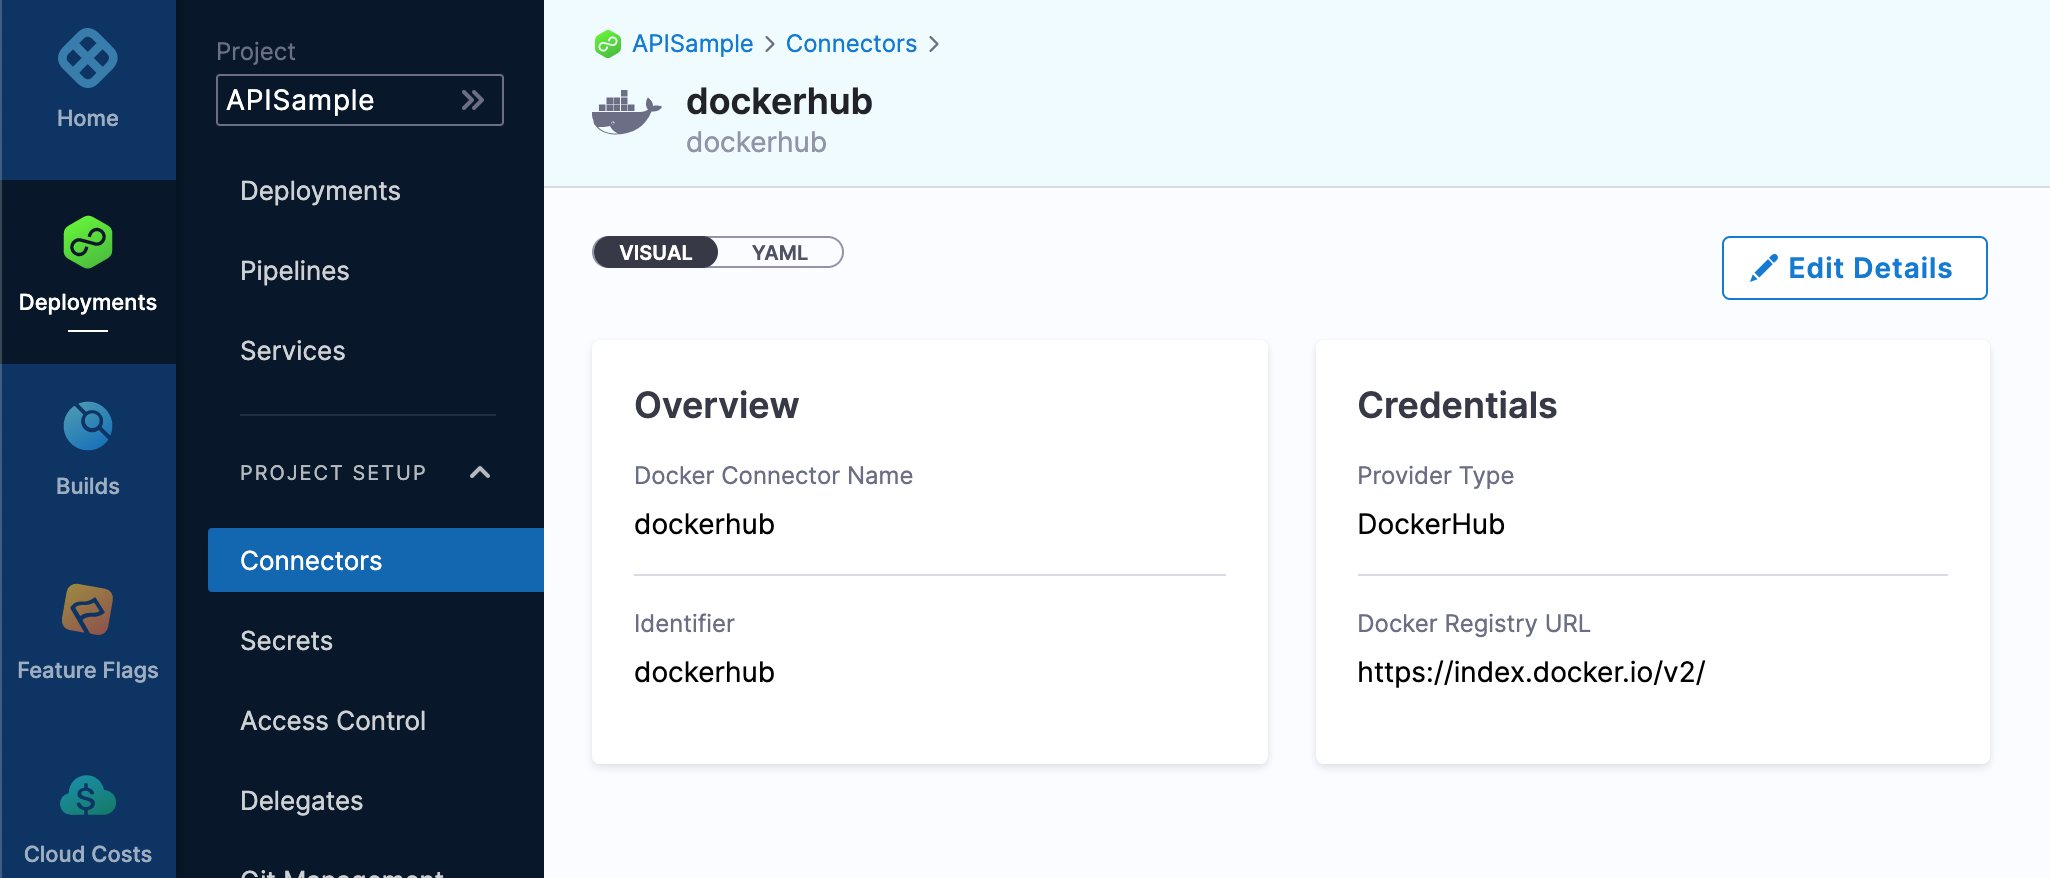 Home
Deployments
Builds
Feature Flags
Cloud Costs
Project
APISample
Deployments
Pipelines
Services
PROJECT SETUP
Connectors
Secrets
Access Control
Delegates
Git Management
APISample > Connectors >
dockerhub
dockerhub
VISUAL YAML
Edit Details
Overview
Docker Connector Name
dockerhub
Identifier
dockerhub
Credentials
Provider Type
DockerHub
Docker Registry URL
https://index.docker.io/v2/